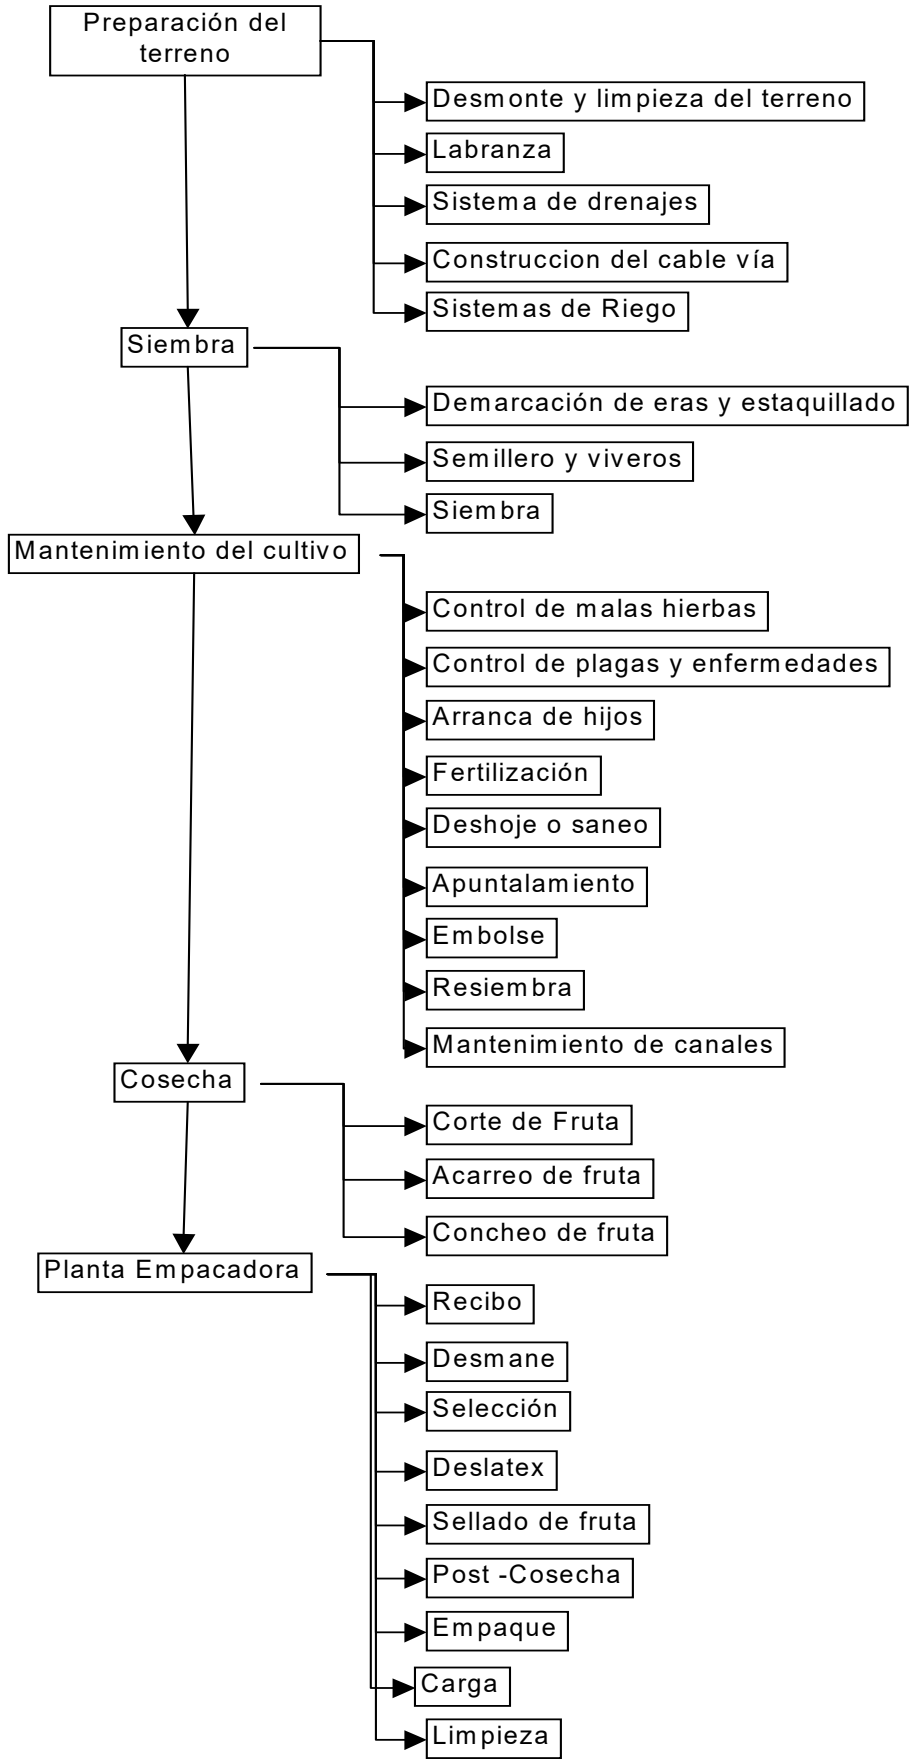 Preparación del
terreno
Desmonte y limpieza del terreno
Labranza
Sistema de drenajes
Construccion del cable vía
Sistemas de Riego
Siembra
Demarcación de eras y estaquillado
Semillero y viveros
Siembra
Mantenimiento del cultivo
Control de malas hierbas
Control de plagas y enfermedades
Arranca de hijos
Fertilización
Deshoje o saneo
Apuntalamiento
Embolse
Resiembra
Mantenimiento de canales
Cosecha
Corte de Fruta
Acarreo de fruta
Concheo de fruta
Planta Empacadora
Recibo
Desmane
Selección
Deslatex
Sellado de fruta
Post -Cosecha
Empaque
Carga
Limpieza